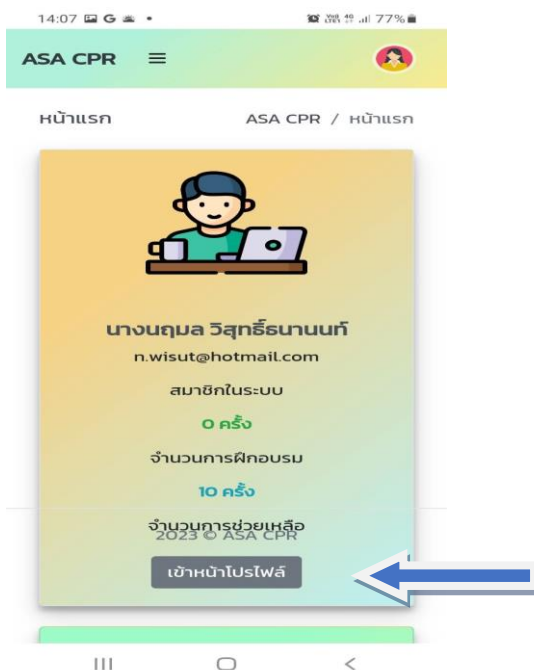 14:07 G 77%
ASA CPR
หน้าแรก ASA CPR / หน้าแรก
นางนฤมล วิสุทธิ์ธนานนท์
n.wisut@hotmail.com
สมาชิกในระบบ
0 ครั้ง
จำนวนการฝึกอบรม
10 ครั้ง
จำนวนการช่วยเหลือ
2023 © ASA CPR
เข้าหน้าโปรไฟล์